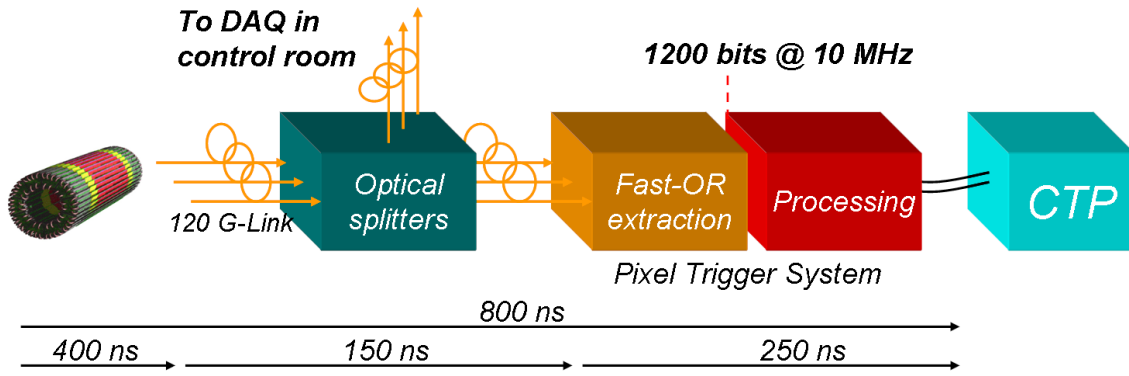 To DAQ in
control room
1200 bits @ 10 MHz
120 G-Link
Optical
splitters
Fast-OR
extraction
Processing
CTP
Pixel Trigger System
800 ns
400 ns
150 ns
250 ns